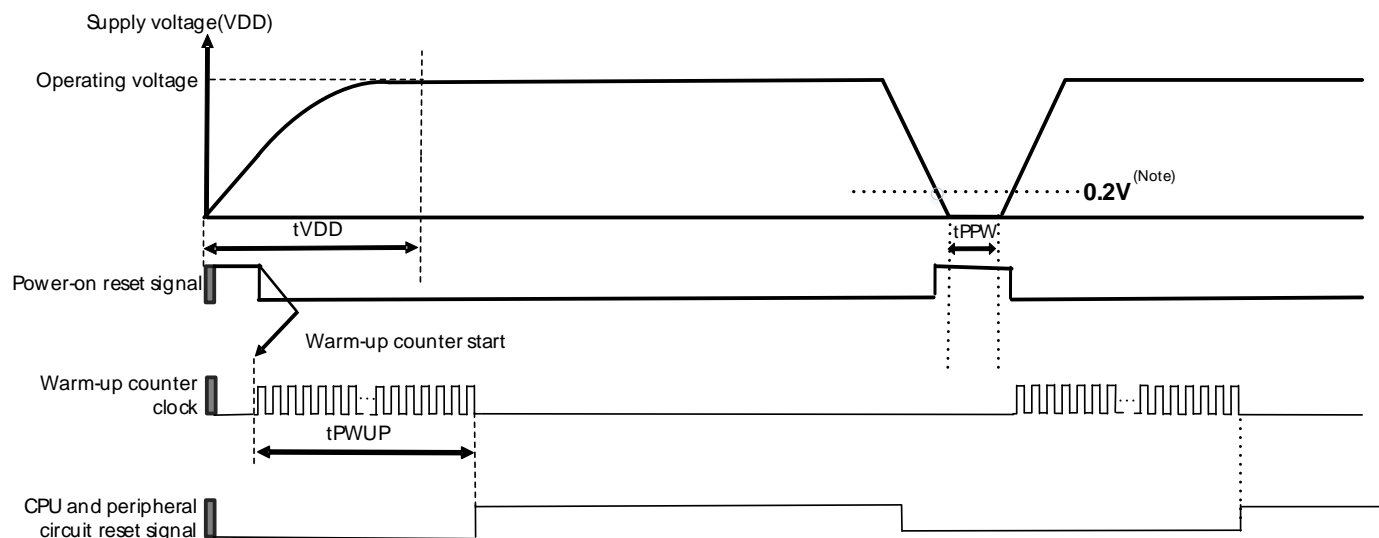 Supply voltage(VDD)
Operating voltage
0.2V (Note)
tVDD
tPPW
Power-on reset signal
Warm-up counter start
Warm-up counter
clock
tPWUP
CPU and peripheral
circuit reset signal